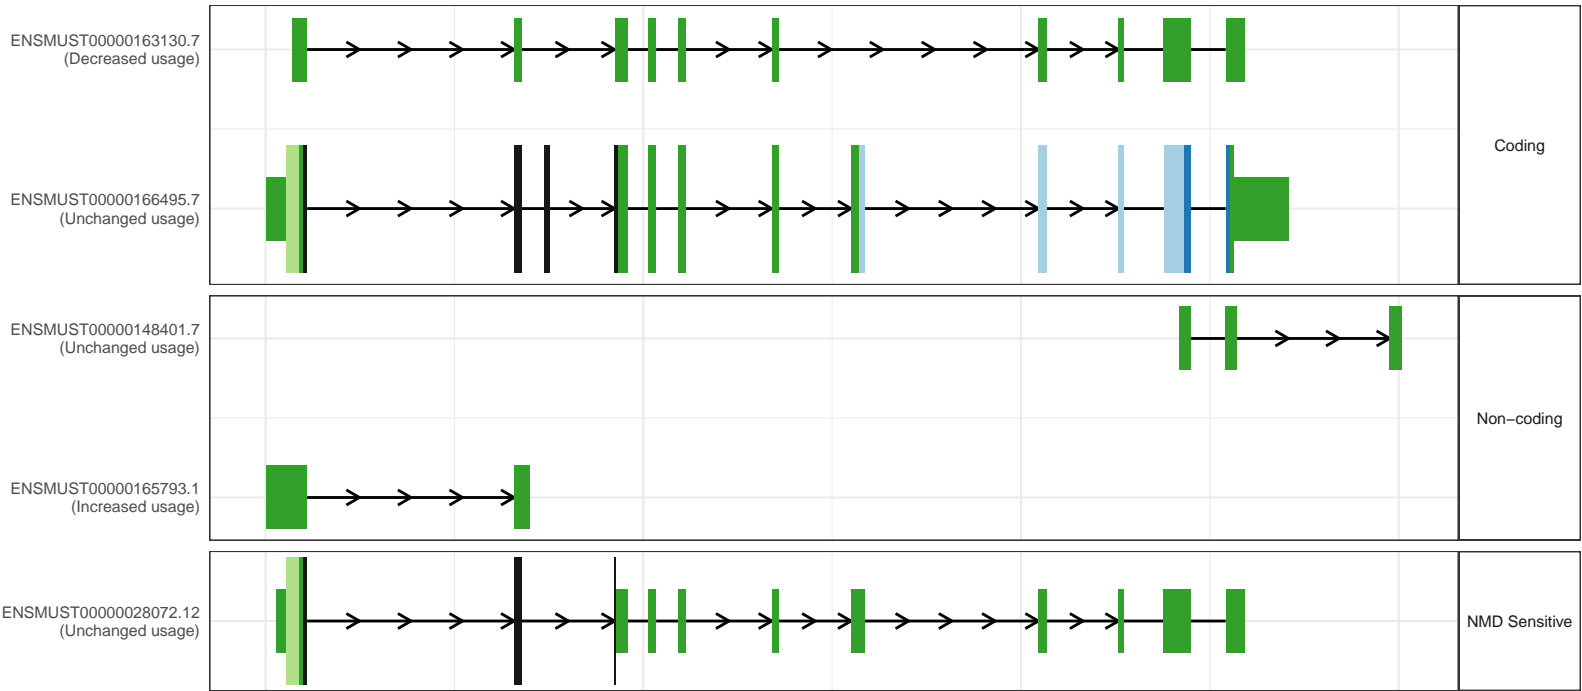 ENSMUST00000163130.7
(Decreased usage)
ENSMUST00000166495.7
(Unchanged usage)
Coding
ENSMUST00000148401.7
(Unchanged usage)
ENSMUST00000165793.1
(Increased usage)
Non−coding
ENSMUST00000028072.12
(Unchanged usage)
NMD Sensitive